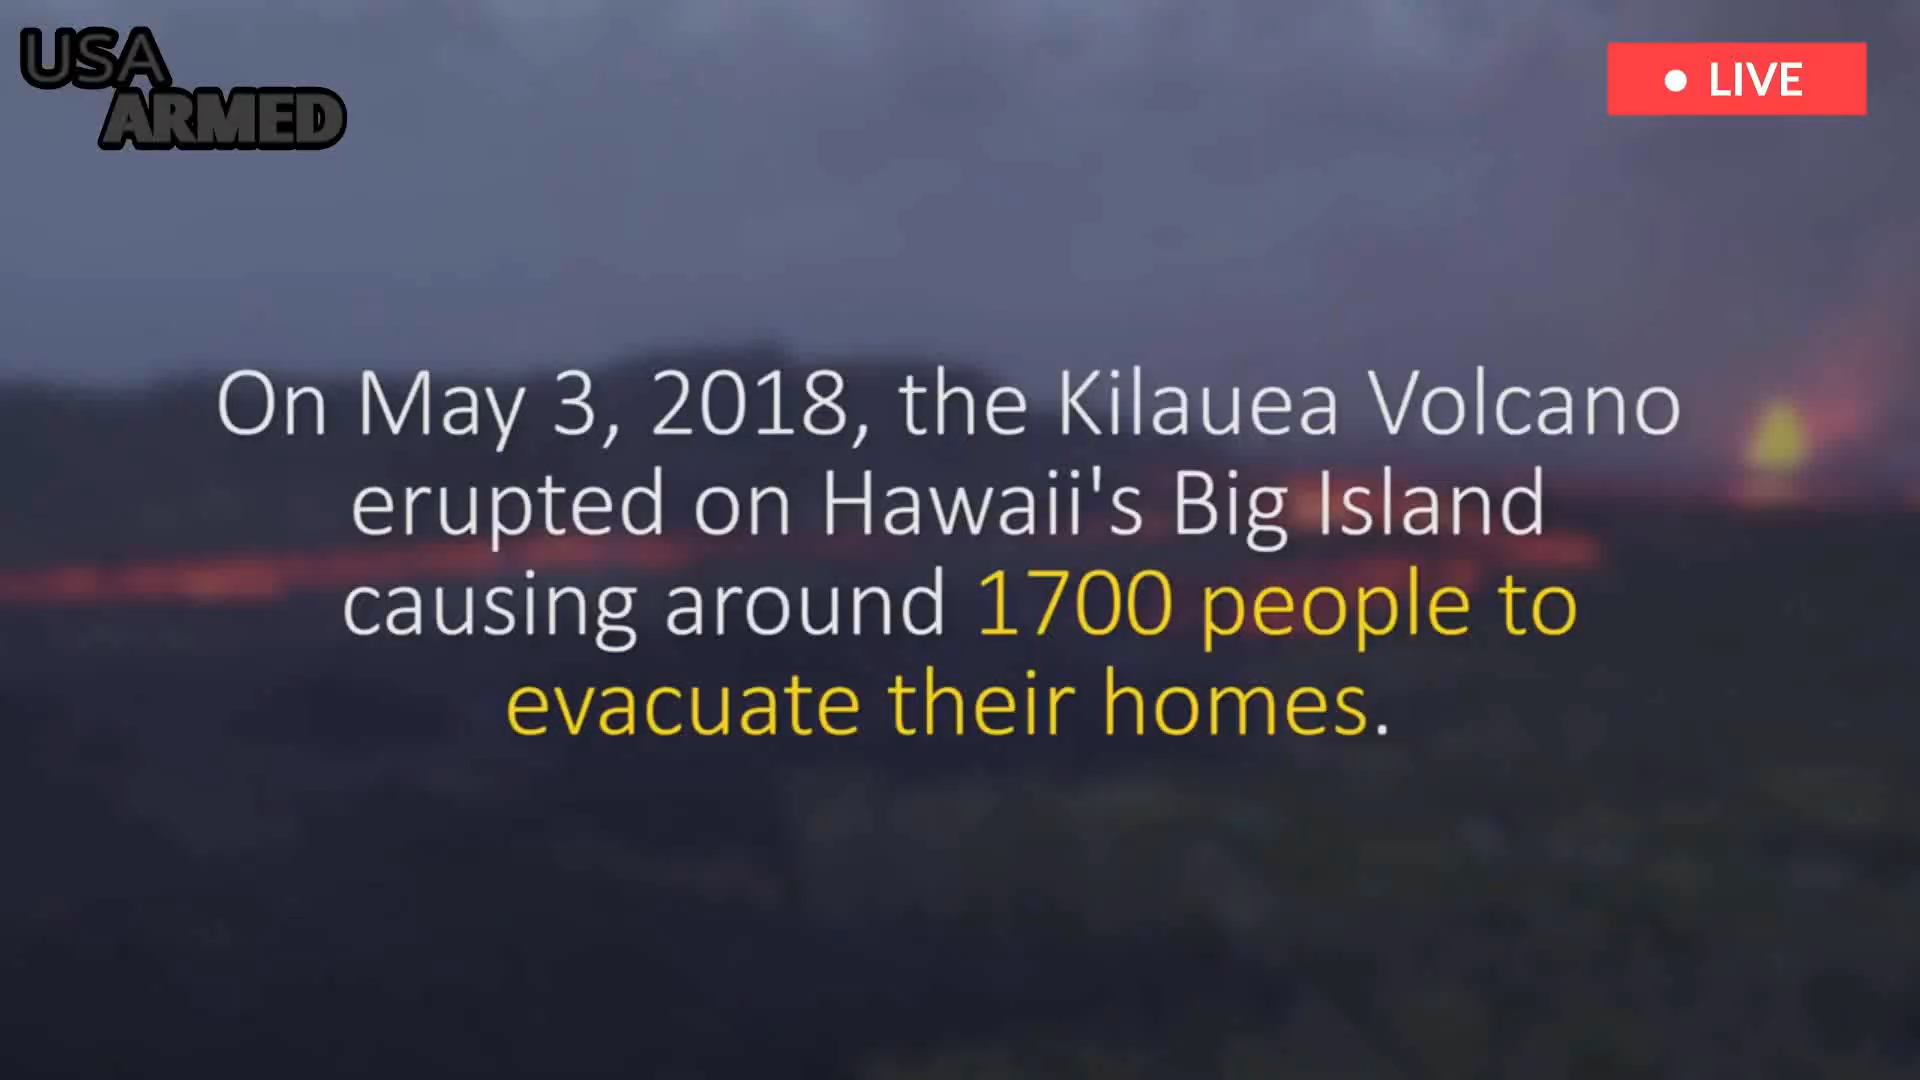 USA
ARMED
LIVE
On May 3, 2018, the Kilauea Volcano
erupted on Hawaii's Big Island
causing around 1700 people to
evacuate their homes.